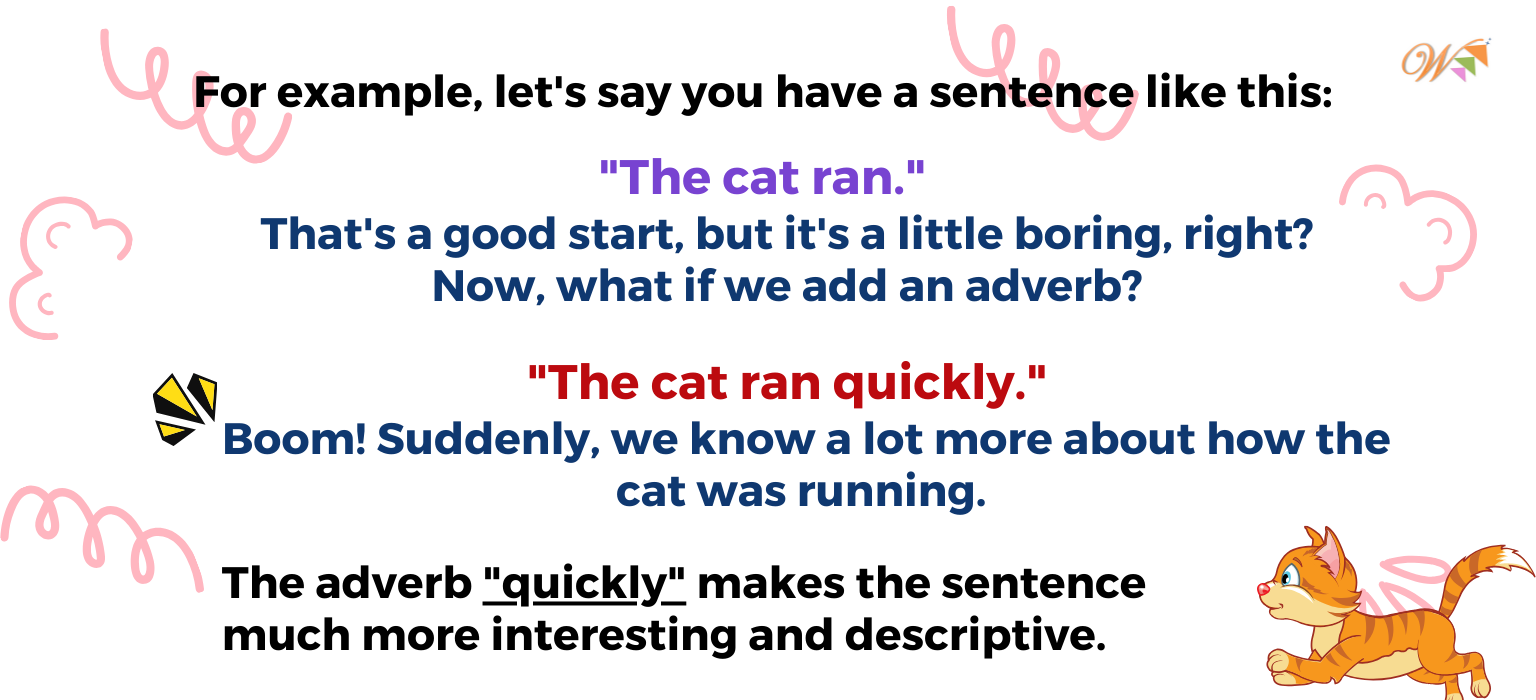 For example, let's say you have a sentence like this:
"The cat ran."
That's a good start, but it's a little boring, right?
Now, what if we add an adverb?
"The cat ran quickly."
Boom! Suddenly, we know a lot more about how the
cat was running.
The adverb "quickly" makes the sentence
much more interesting and descriptive.